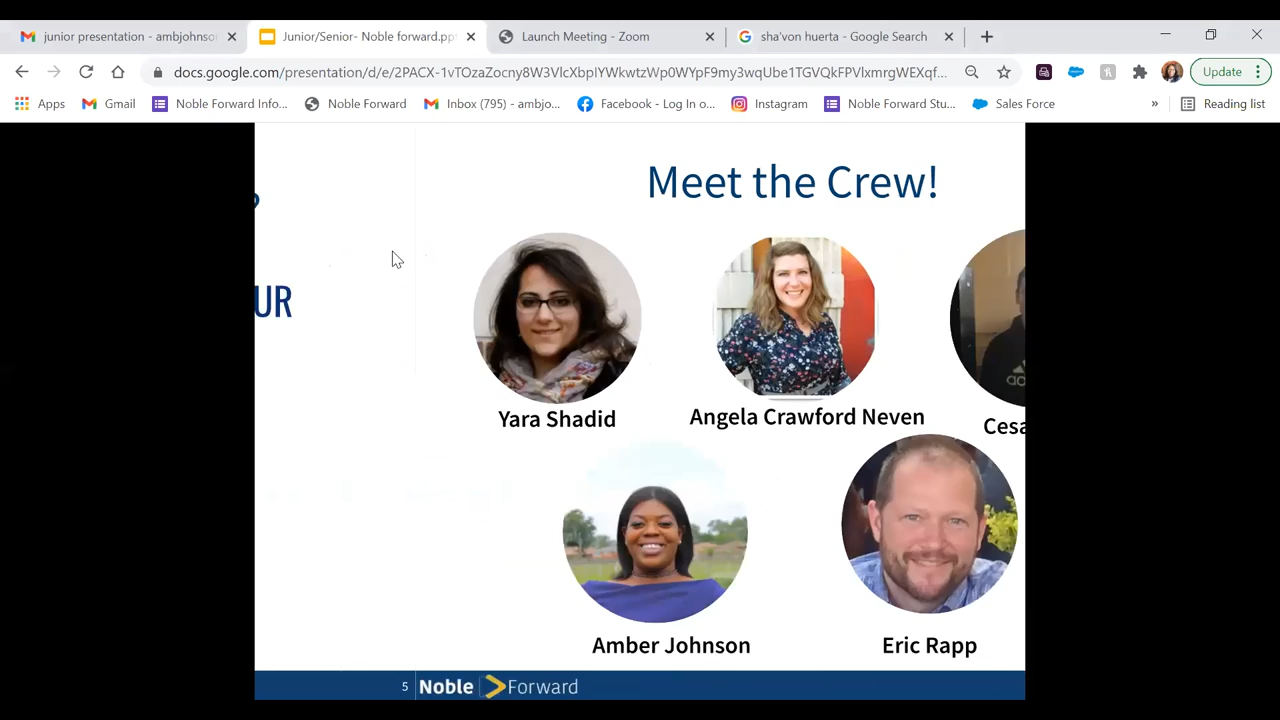 junior presentation - ambjohnso
Junior/Senior- Noble forward.pp
Launch Meeting - Zoom
sha'von huerta - Google Search
docs.google.com/presentation/d/e/2PACX-1vTOzaZocny8W3VlcXbpIYWkwtzWp0WYpF9my3wqUbe1TGVQkFPVlxmrgWEXqf...
Update
Apps
Gmail
Noble Forward Info...
Noble Forward
Inbox (795) - ambjo...
Facebook - Log In o...
Instagram
Noble Forward Stu...
Sales Force
»
Reading list
Meet the Crew!
UR
Yara Shadid
Angela Crawford Neven
Cesa
Amber Johnson
Eric Rapp
5
Noble Forward